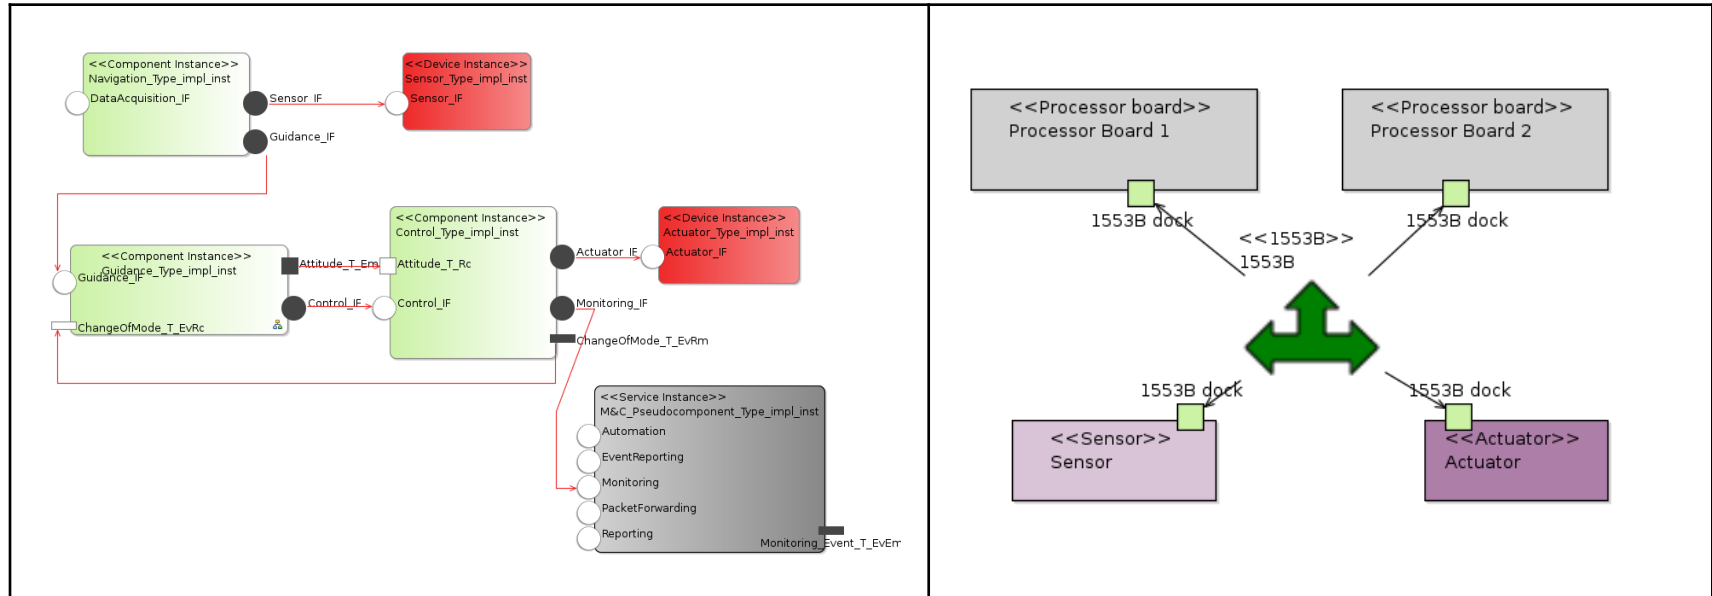 <<Component Instance>>
Navigation_Type_impl_inst
DataAcquisition_IF
Sensor_IF
Guidance_IF
<<Device Instance>>
Sensor_Type_impl_inst
Sensor_IF
<<Component Instance>>
Guidance_Type_impl_inst
Guidance_IF
ChangeOfMode_T_EvRc
Attitude_T_Em
Control_IF
<<Component Instance>>
Control_Type_impl_inst
Attitude_T_Rc
Control_IF
Actuator_IF
Monitoring_IF
ChangeOfMode_T_EvRm
<<Device Instance>>
Actuator_Type_impl_inst
Actuator_IF
<<Service Instance>>
M&C_Pseudocomponent_Type_impl_inst
Automation
EventReporting
Monitoring
PacketForwarding
Reporting
Monitoring_Event_T_EvEm
<<Processor board>>
Processor Board 1
1553B dock
<<Processor board>>
Processor Board 2
1553B dock
<<1553B>>
1553B
1553B dock
<<Sensor>>
Sensor
1553B dock
<<Actuator>>
Actuator